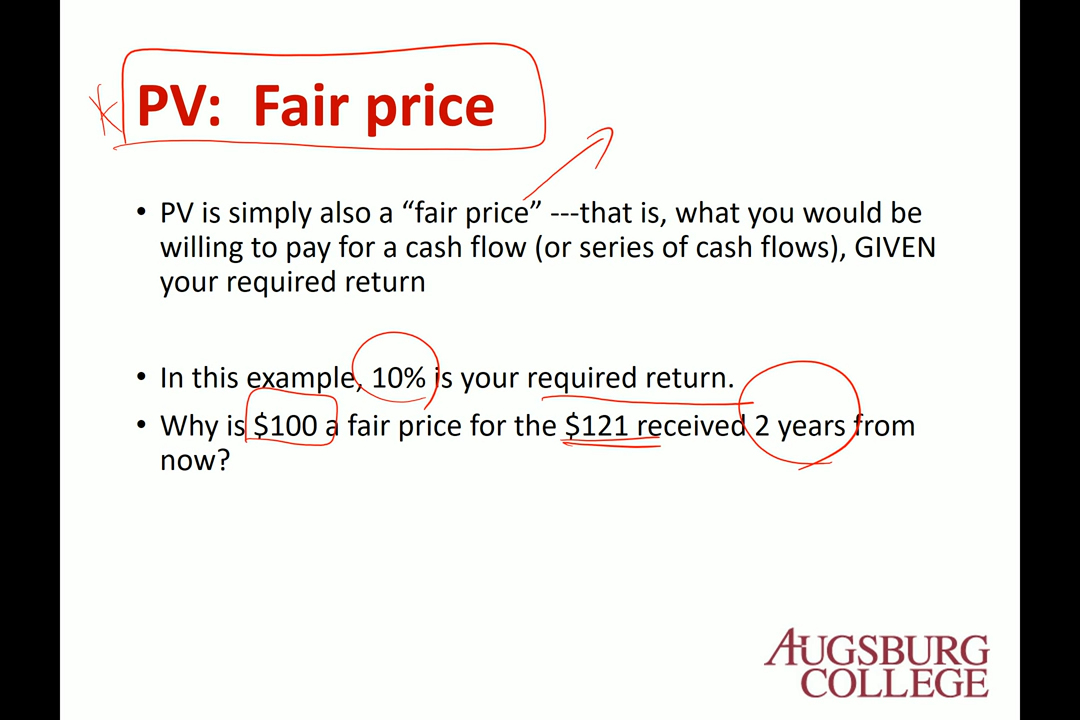 PV: Fair price
• PV is simply also a “fair price” ---that is, what you would be
willing to pay for a cash flow (or series of cash flows), GIVEN
your required return
• In this example, 10% is your required return.
• Why is $100 a fair price for the $121 received 2 years from
now?
AUGSBURG
COLLEGE